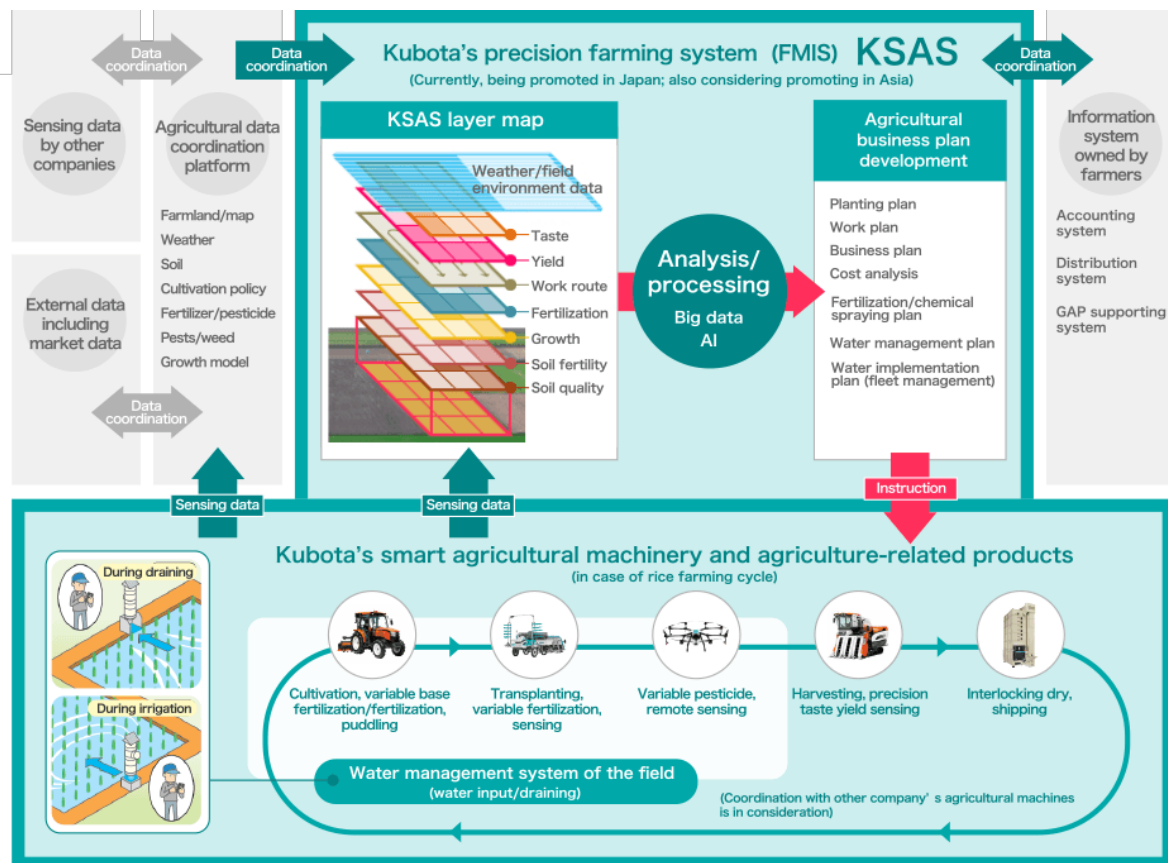 Data
coordination
Data
coordination
Kubota's precision farming system (FMIS) KSAS
(Currently, being promoted in Japan; also considering promoting in Asia)
Data
coordination
Sensing data
by other
companies
External data
including
market data
Agricultural data
coordination
platform
Farmland/map
Weather
Soil
Cultivation policy
Fertilizer/pesticide
Pests/weed
Growth model
Data
coordination
KSAS layer map
Weather/field
environment data
Taste
Yield
Work route
Fertilization
Growth
Soil fertility
Soil quality
Analysis/
processing
Big data
AI
Agricultural
business plan
development
Planting plan
Work plan
Business plan
Cost analysis
Fertilization/chemical
spraying plan
Water management plan
Water implementation
plan (fleet management)
Information
system
owned by
farmers
Accounting
system
Distribution
system
GAP supporting
system
Sensing data
Sensing data
Instruction
Kubota's smart agricultural machinery and agriculture-related products
(in case of rice farming cycle)
During draining
During irrigation
Cultivation, variable base
fertilization/fertilization,
puddling
Transplanting,
variable fertilization,
sensing
Variable pesticide,
remote sensing
Harvesting, precision
taste yield sensing
Interlocking dry,
shipping
Water management system of the field
(water input/draining)
(Coordination with other company' s agricultural machines
is in consideration)